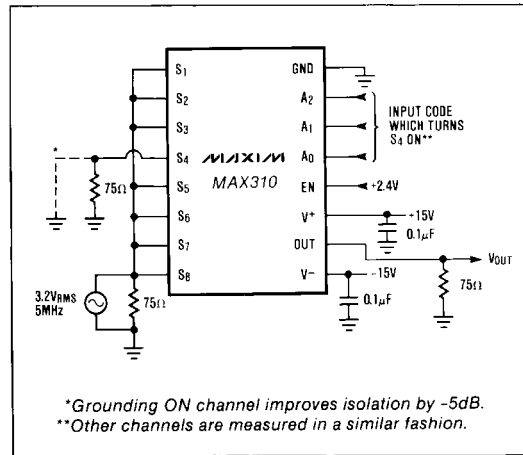 S1
S2
S3
S4
S5
S6
S7
S8
MAXIM
MAX310
GND
A2
A1
A0
EN
V+
OUT
V−
INPUT CODE
WHICH TURNS
S4 ON**
+2.4V
+15V
0.1μF
VOUT
-15V
0.1μF
75Ω
*
75Ω
3.2VRMS
5MHz
75Ω
*Grounding ON channel improves isolation by -5dB.
**Other channels are measured in a similar fashion.